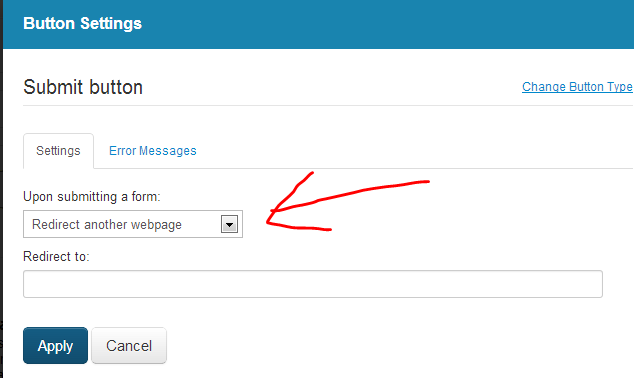 Button Settings
Submit button
Change Button Type
Settings Error Messages
Upon submitting a form:
Redirect another webpage
Redirect to:
Apply Cancel